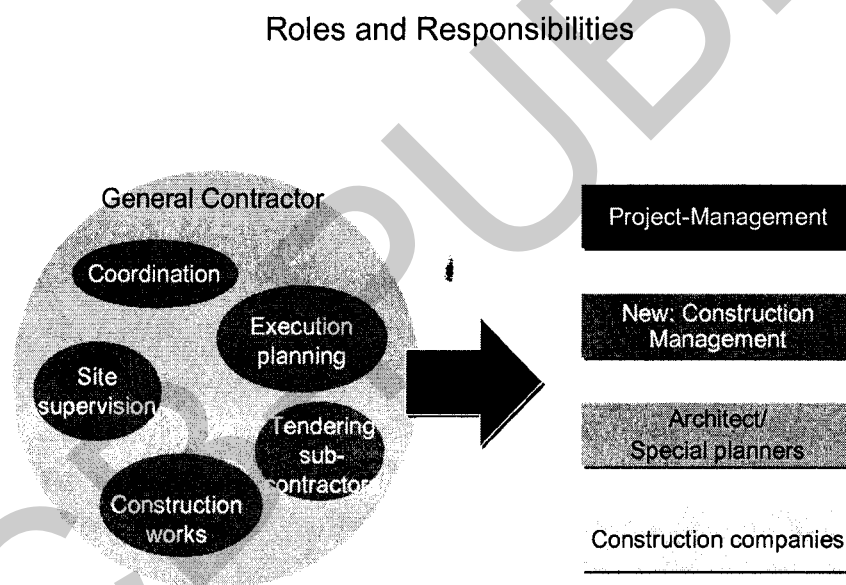 Roles and Responsibilities
General Contractor
Coordination
Execution
planning
Site
supervision
Tendering
sub-
contractor
Construction
works
Project-Management
New: Construction
Management
Architect/
Special planners
Construction companies